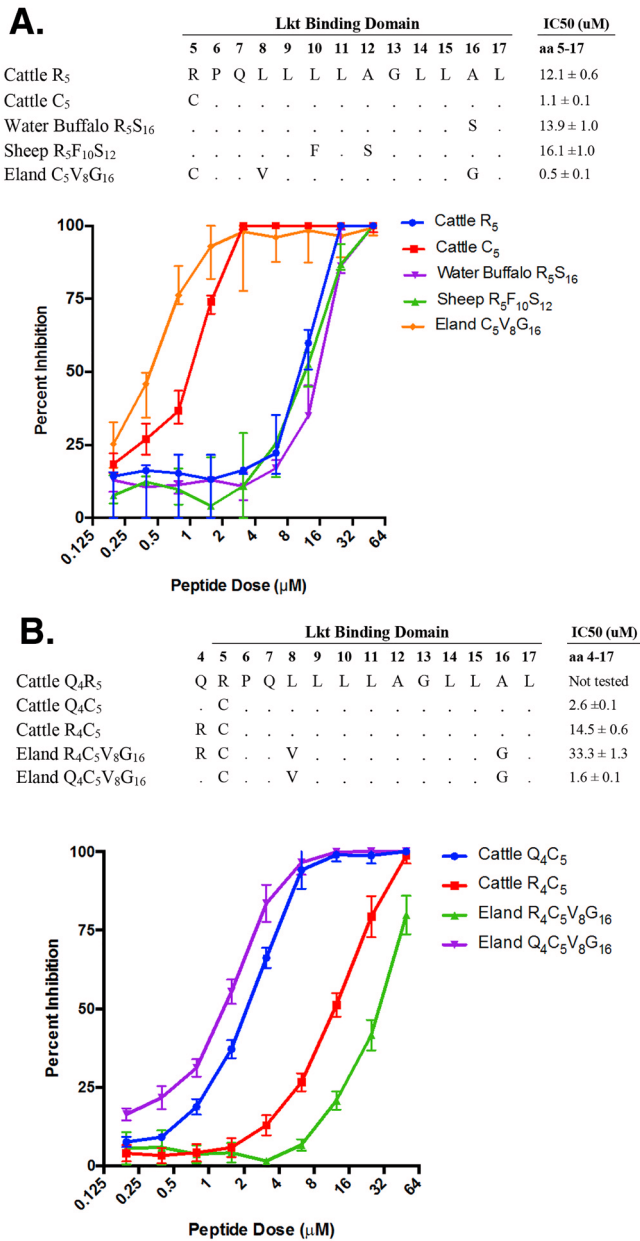 A.
Lkt Binding Domain IC50 (uM)
5 6 7 8 9 10 11 12 13 14 15 16 17 aa 5-17
Cattle R5 R P Q L L L L A G L L A L 12.1 ± 0.6
Cattle C5 C . . . . . . . . . . . . 1.1 ± 0.1
Water Buffalo R5S16 . . . . . . . . . . . S . 13.9 ± 1.0
Sheep R5F10S12 . . . . . F . S . . . . . 16.1 ±1.0
Eland C5V8G16 C . . V . . . . . . . G . 0.5 ± 0.1
Percent Inhibition
100
75
50
25
0
0.125 0.25 0.5 1 2 4 8 16 32 64
Peptide Dose (μM)
Cattle R5
Cattle C5
Water Buffalo R5S16
Sheep R5F10S12
Eland C5V8G16
B.
Lkt Binding Domain IC50 (uM)
4 5 6 7 8 9 10 11 12 13 14 15 16 17 aa 4-17
Cattle Q4R5 Q R P Q L L L L A G L L A L Not tested
Cattle Q4C5 . C . . . . . . . . . . . . 2.6 ±0.1
Cattle R4C5 R C . . . . . . . . . . . . 14.5 ± 0.6
Eland R4C5V8G16 R C . . V . . . . . . . G . 33.3 ± 1.3
Eland Q4C5V8G16 . C . . V . . . . . . . G . 1.6 ± 0.1
Percent Inhibition
100
75
50
25
0
0.125 0.25 0.5 1 2 4 8 16 32 64
Peptide Dose (μM)
Cattle Q4C5
Cattle R4C5
Eland R4C5V8G16
Eland Q4C5V8G16